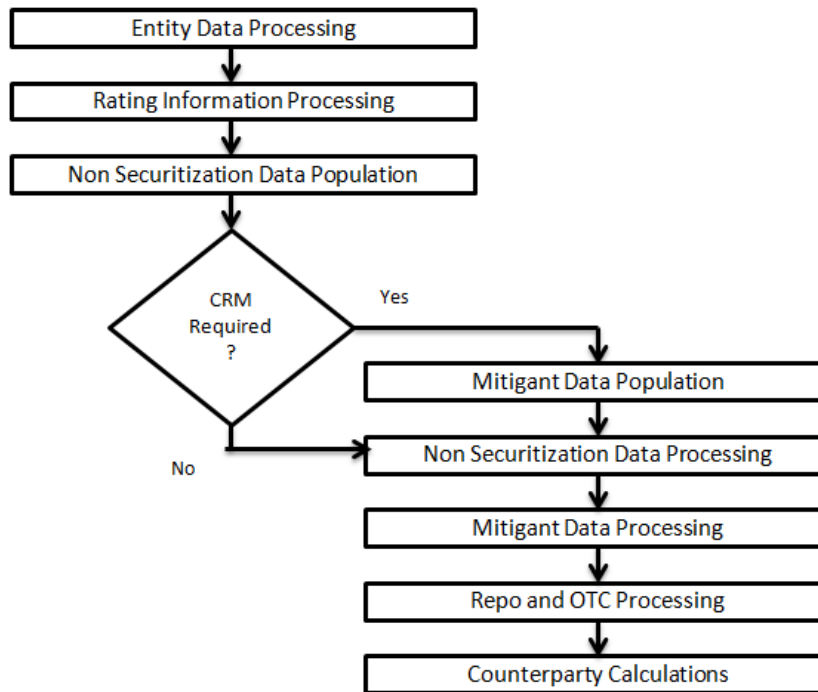 Entity Data Processing
Rating Information Processing
Non Securitization Data Population
CRM
Required
?
Yes
No
Mitigant Data Population
Non Securitization Data Processing
Mitigant Data Processing
Repo and OTC Processing
Counterparty Calculations